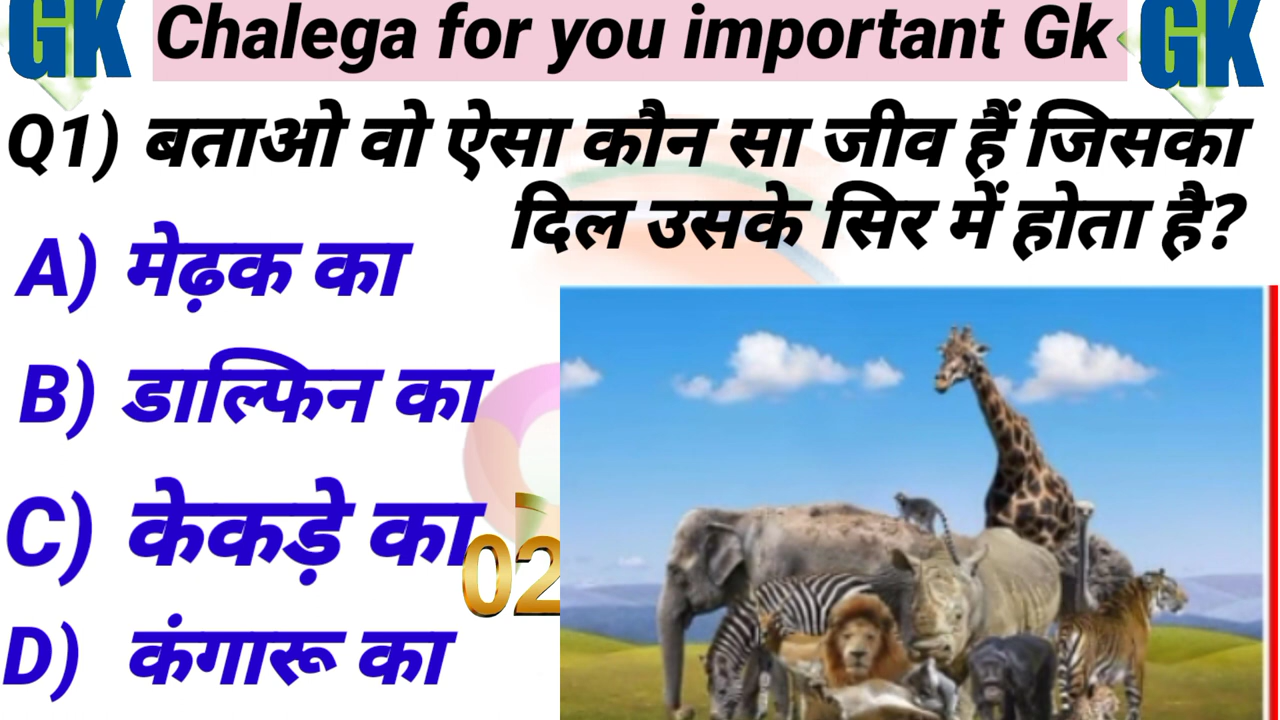 GK Chalega for you important Gk GK
Q1) बताओ वो ऐसा कौन सा जीव हैं जिसका
दिल उसके सिर में होता है?
A) मेढ़क का
B) डाल्फिन का
C) केकड़े का
02
D) कंगारू का